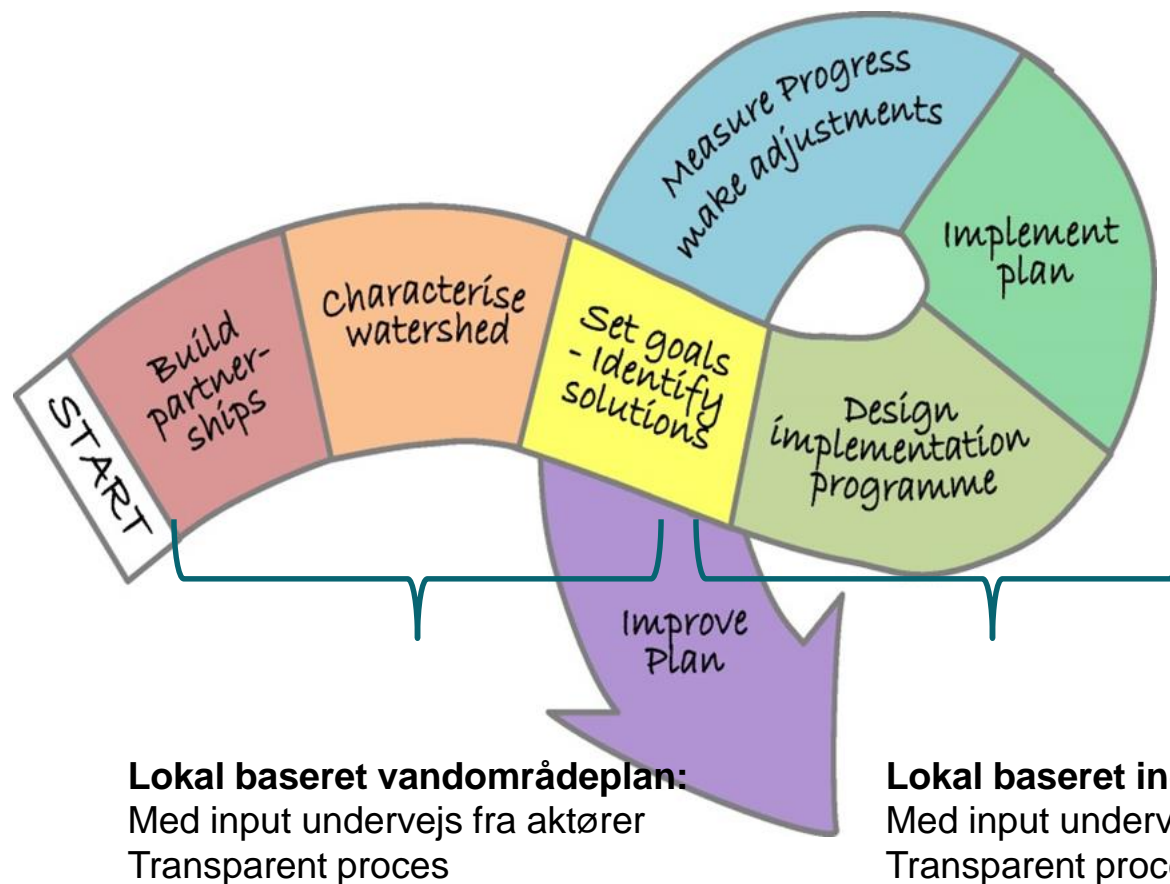 START
Build
partner-
ships
Characterise
watershed
Set goals
- Identify
solutions
Design
implementation
programme
Implement
plan
Measure Progress
make adjustments
Improve
Plan
Lokal baseret vandområdeplan:
Med input undervejs fra aktører
Transparent proces
Lokal baseret in
Med input underv
Transparent proce